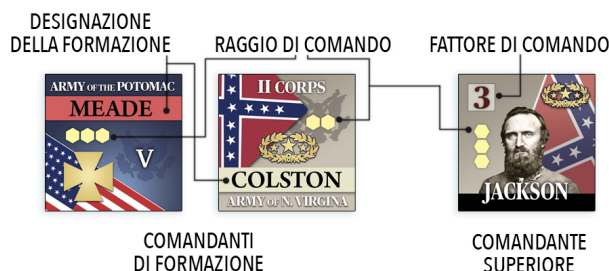 DESIGNAZIONE
DELLA FORMAZIONE
RAGGIO DI COMANDO
FATTORE DI COMANDO
ARMY OF THE POTOMAC
MEADE
V
II CORPS
COLSTON
ARMY OF N. VIRGINA
3
JACKSON
COMANDANTI
DI FORMAZIONE
COMANDANTE
SUPERIORE